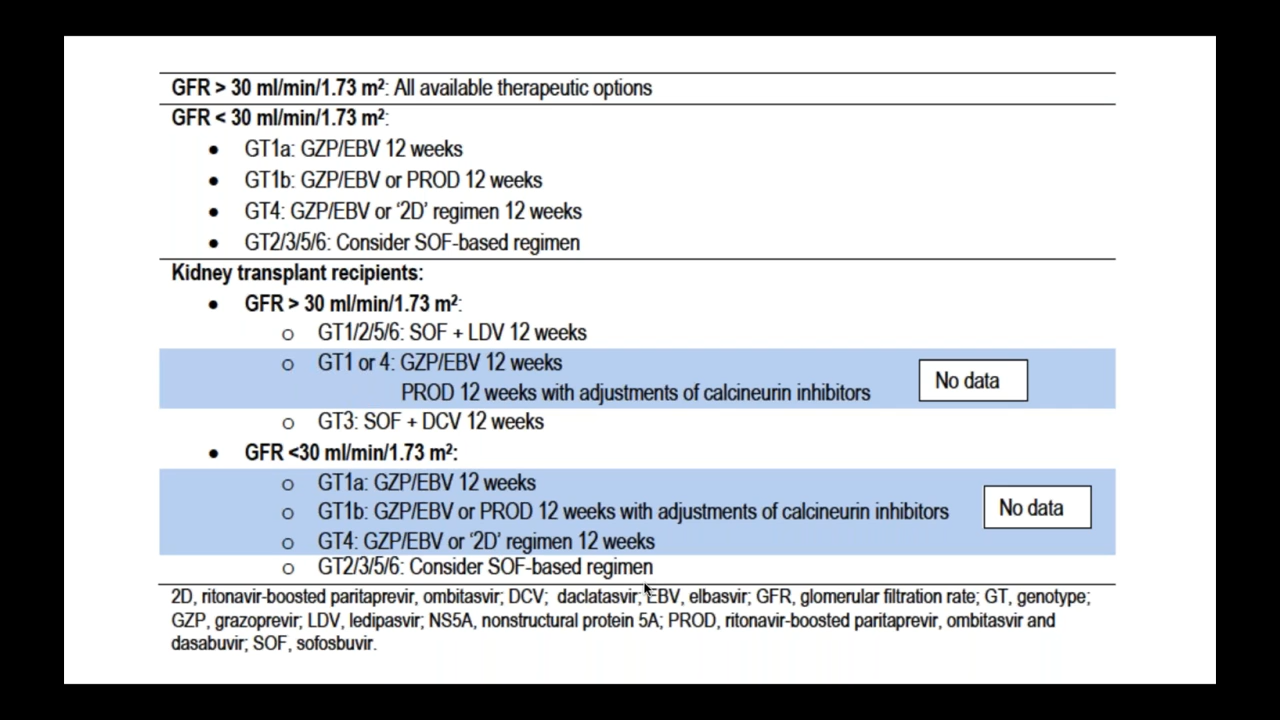 GFR > 30 ml/min/1.73 m²: All available therapeutic options
GFR < 30 ml/min/1.73 m²:
• GT1a: GZP/EBV 12 weeks
• GT1b: GZP/EBV or PROD 12 weeks
• GT4: GZP/EBV or ‘2D’ regimen 12 weeks
• GT2/3/5/6: Consider SOF-based regimen
Kidney transplant recipients:
• GFR > 30 ml/min/1.73 m²:
o GT1/2/5/6: SOF + LDV 12 weeks
o GT1 or 4: GZP/EBV 12 weeks
PROD 12 weeks with adjustments of calcineurin inhibitors
No data
o GT3: SOF + DCV 12 weeks
• GFR <30 ml/min/1.73 m²:
o GT1a: GZP/EBV 12 weeks
o GT1b: GZP/EBV or PROD 12 weeks with adjustments of calcineurin inhibitors
No data
o GT4: GZP/EBV or ‘2D’ regimen 12 weeks
o GT2/3/5/6: Consider SOF-based regimen
2D, ritonavir-boosted paritaprevir, ombitasvir; DCV; daclatasvir; EBV, elbasvir; GFR, glomerular filtration rate; GT, genotype;
GZP, grazoprevir; LDV, ledipasvir; NS5A, nonstructural protein 5A; PROD, ritonavir-boosted paritaprevir, ombitasvir and
dasabuvir; SOF, sofosbuvir.